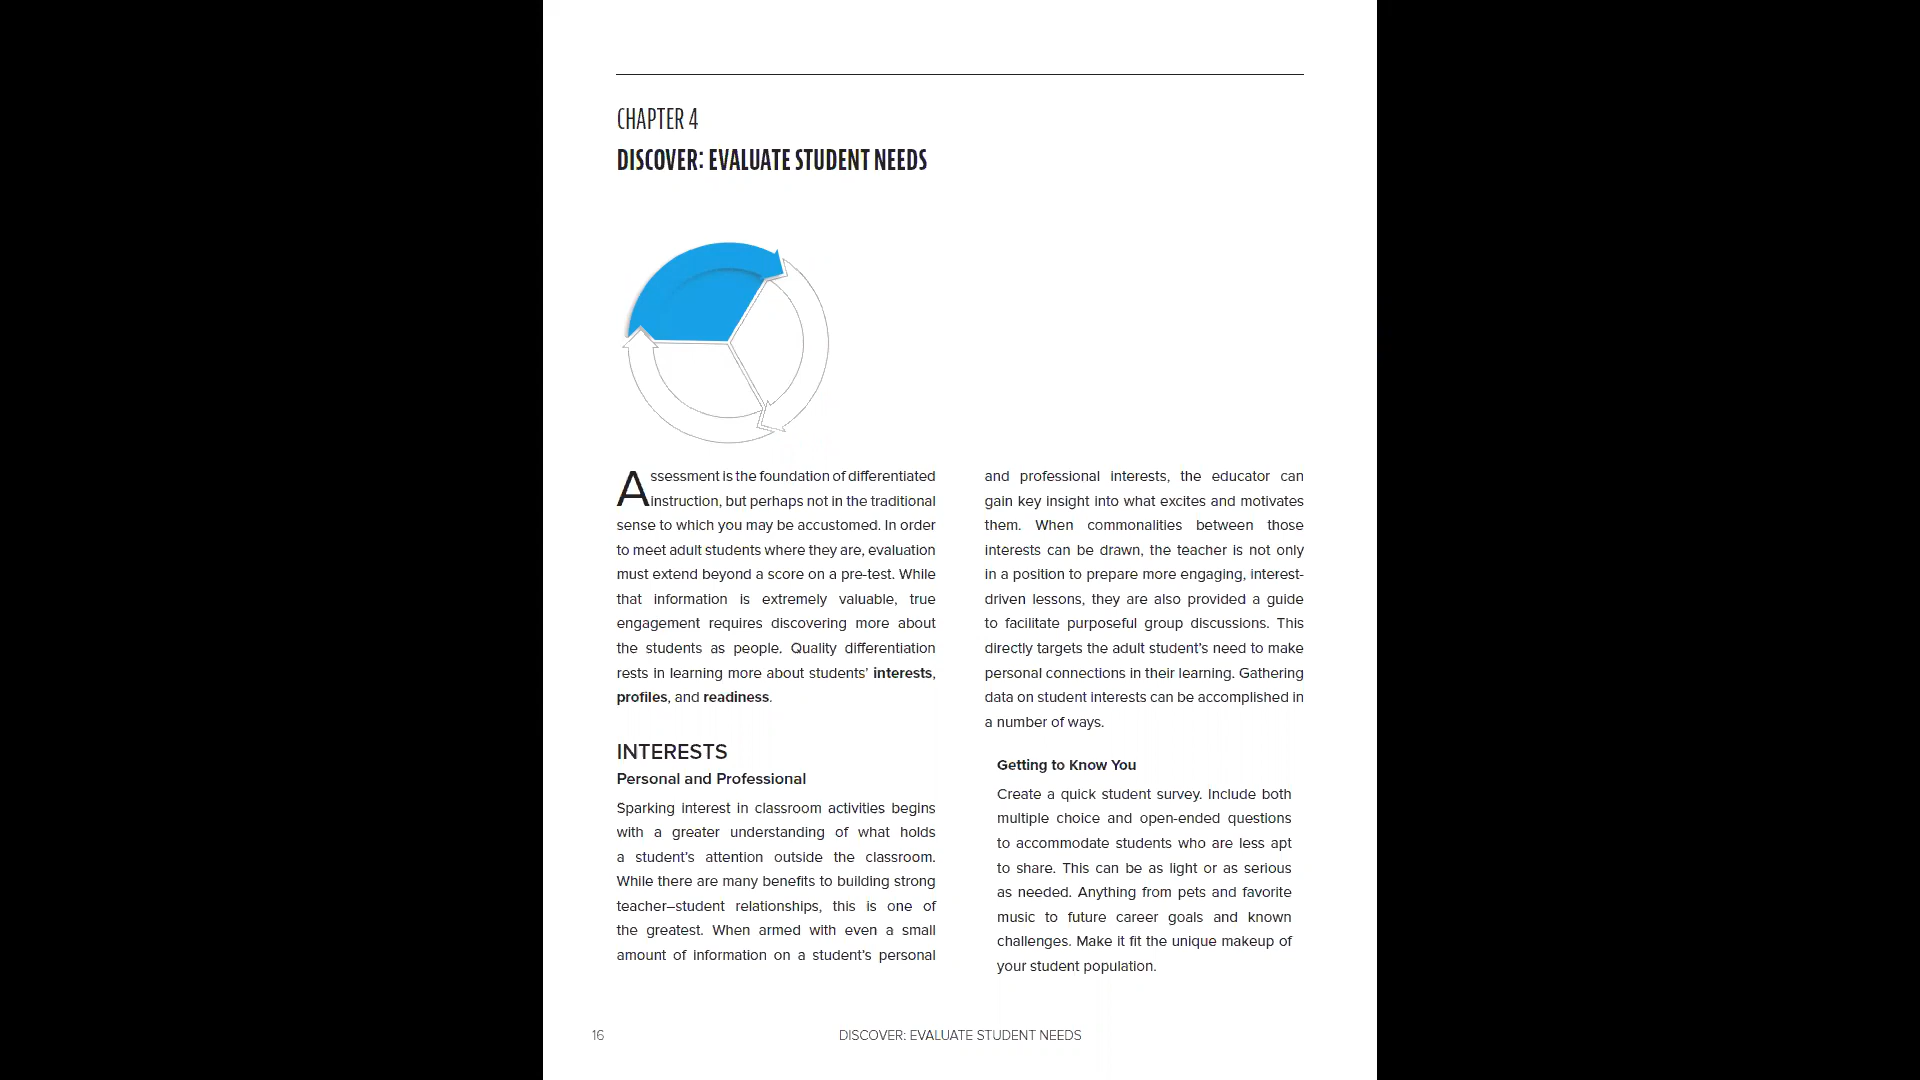 CHAPTER 4
DISCOVER: EVALUATE STUDENT NEEDS
Assessment is the foundation of differentiated
instruction, but perhaps not in the traditional
sense to which you may be accustomed. In order
to meet adult students where they are, evaluation
must extend beyond a score on a pre-test. While
that information is extremely valuable, true
engagement requires discovering more about
the students as people. Quality differentiation
rests in learning more about students’ interests,
profiles, and readiness.
INTERESTS
Personal and Professional
Sparking interest in classroom activities begins
with a greater understanding of what holds
a student’s attention outside the classroom.
While there are many benefits to building strong
teacher–student relationships, this is one of
the greatest. When armed with even a small
amount of information on a student’s personal
and professional interests, the educator can
gain key insight into what excites and motivates
them. When commonalities between those
interests can be drawn, the teacher is not only
in a position to prepare more engaging, interest-
driven lessons, they are also provided a guide
to facilitate purposeful group discussions. This
directly targets the adult student’s need to make
personal connections in their learning. Gathering
data on student interests can be accomplished in
a number of ways.
Getting to Know You
Create a quick student survey. Include both
multiple choice and open-ended questions
to accommodate students who are less apt
to share. This can be as light or as serious
as needed. Anything from pets and favorite
music to future career goals and known
challenges. Make it fit the unique makeup of
your student population.
16
DISCOVER: EVALUATE STUDENT NEEDS